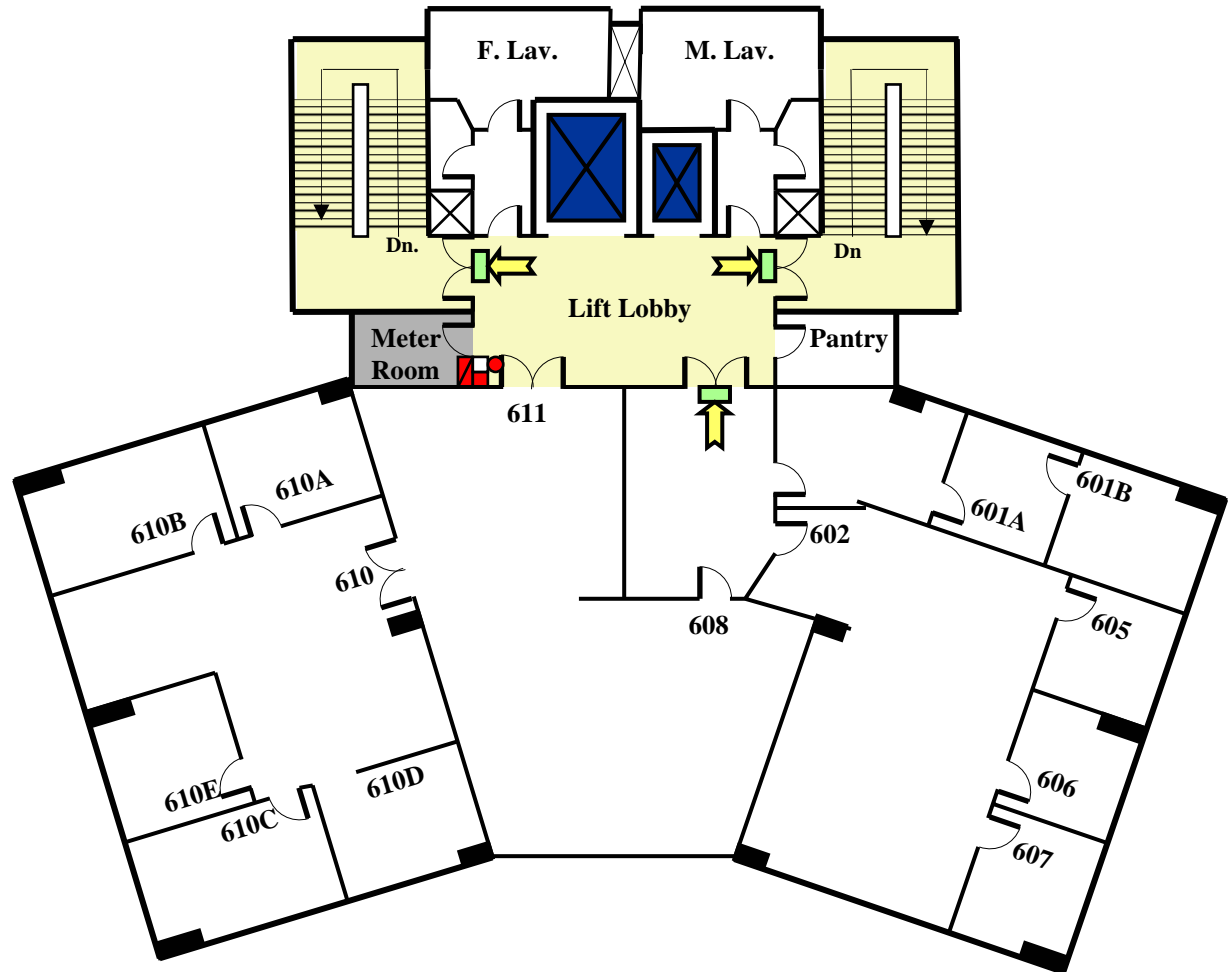 F. Lav.
M. Lav.
Dn.
Dn
Lift Lobby
Meter
Room
Pantry
611
610A
610B
601B
601A
602
610
605
608
610D
610E
610C
606
607